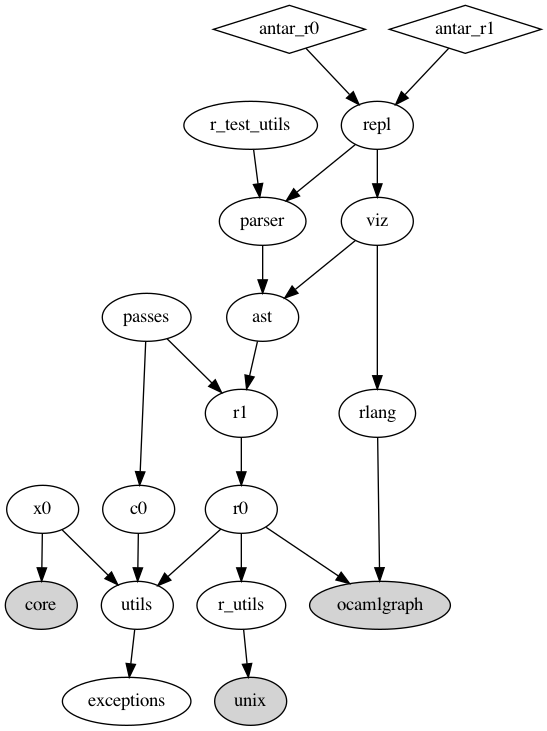 antar_r0
antar_r1
r_test_utils
repl
parser
viz
passes
ast
r1
rlang
x0
c0
r0
core
utils
r_utils
ocamlgraph
exceptions
unix